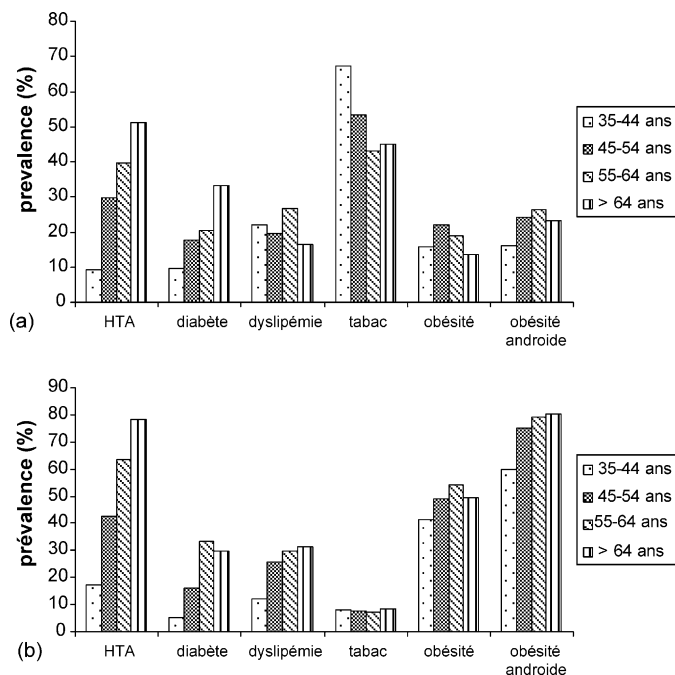 80
70
60
50
40
30
20
10
0
prevalence (%)
HTA diabète dyslipémie tabac obésité obésité
androide
35-44 ans
45-54 ans
55-64 ans
> 64 ans
(a)
90
80
70
60
50
40
30
20
10
0
prévalence (%)
HTA diabète dyslipémie tabac obésité obésité
androide
35-44 ans
45-54 ans
55-64 ans
> 64 ans
(b)